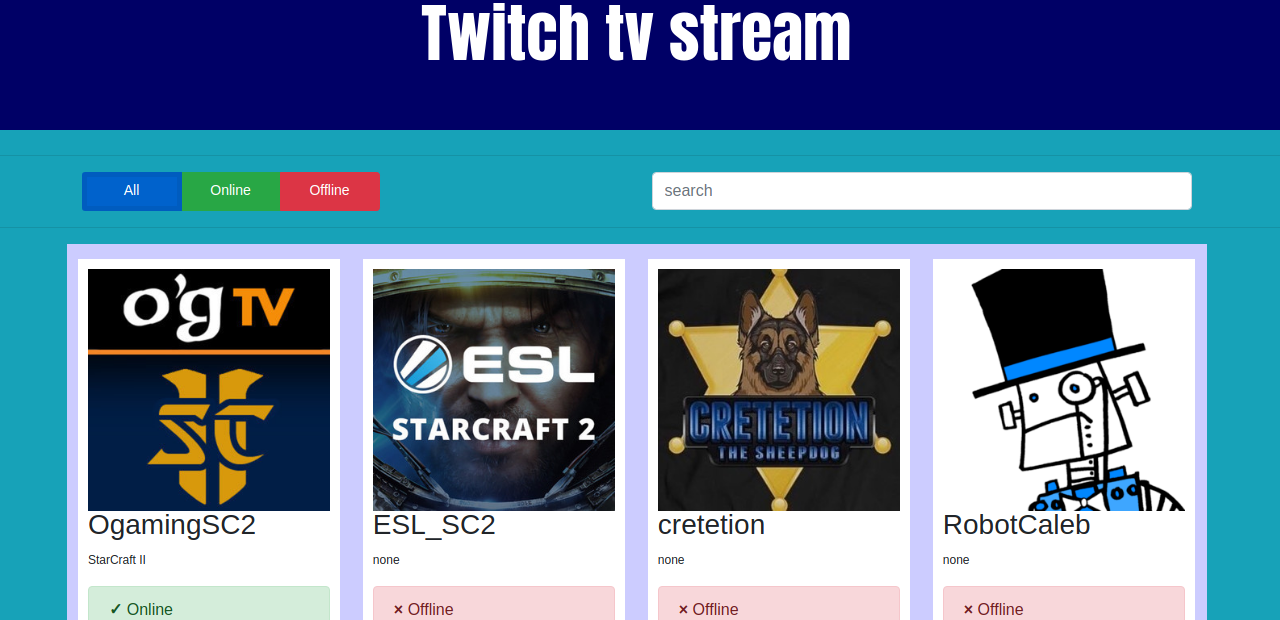 Twitch tv stream
All Online Offline search
o'g TV
SC
ESL
STARCRAFT 2
CRETETION
THE SHEEPDOG
OgamingSC2 ESL_SC2 cretetion RobotCaleb
StarCraft II none none none
✓ Online × Offline × Offline × Offline